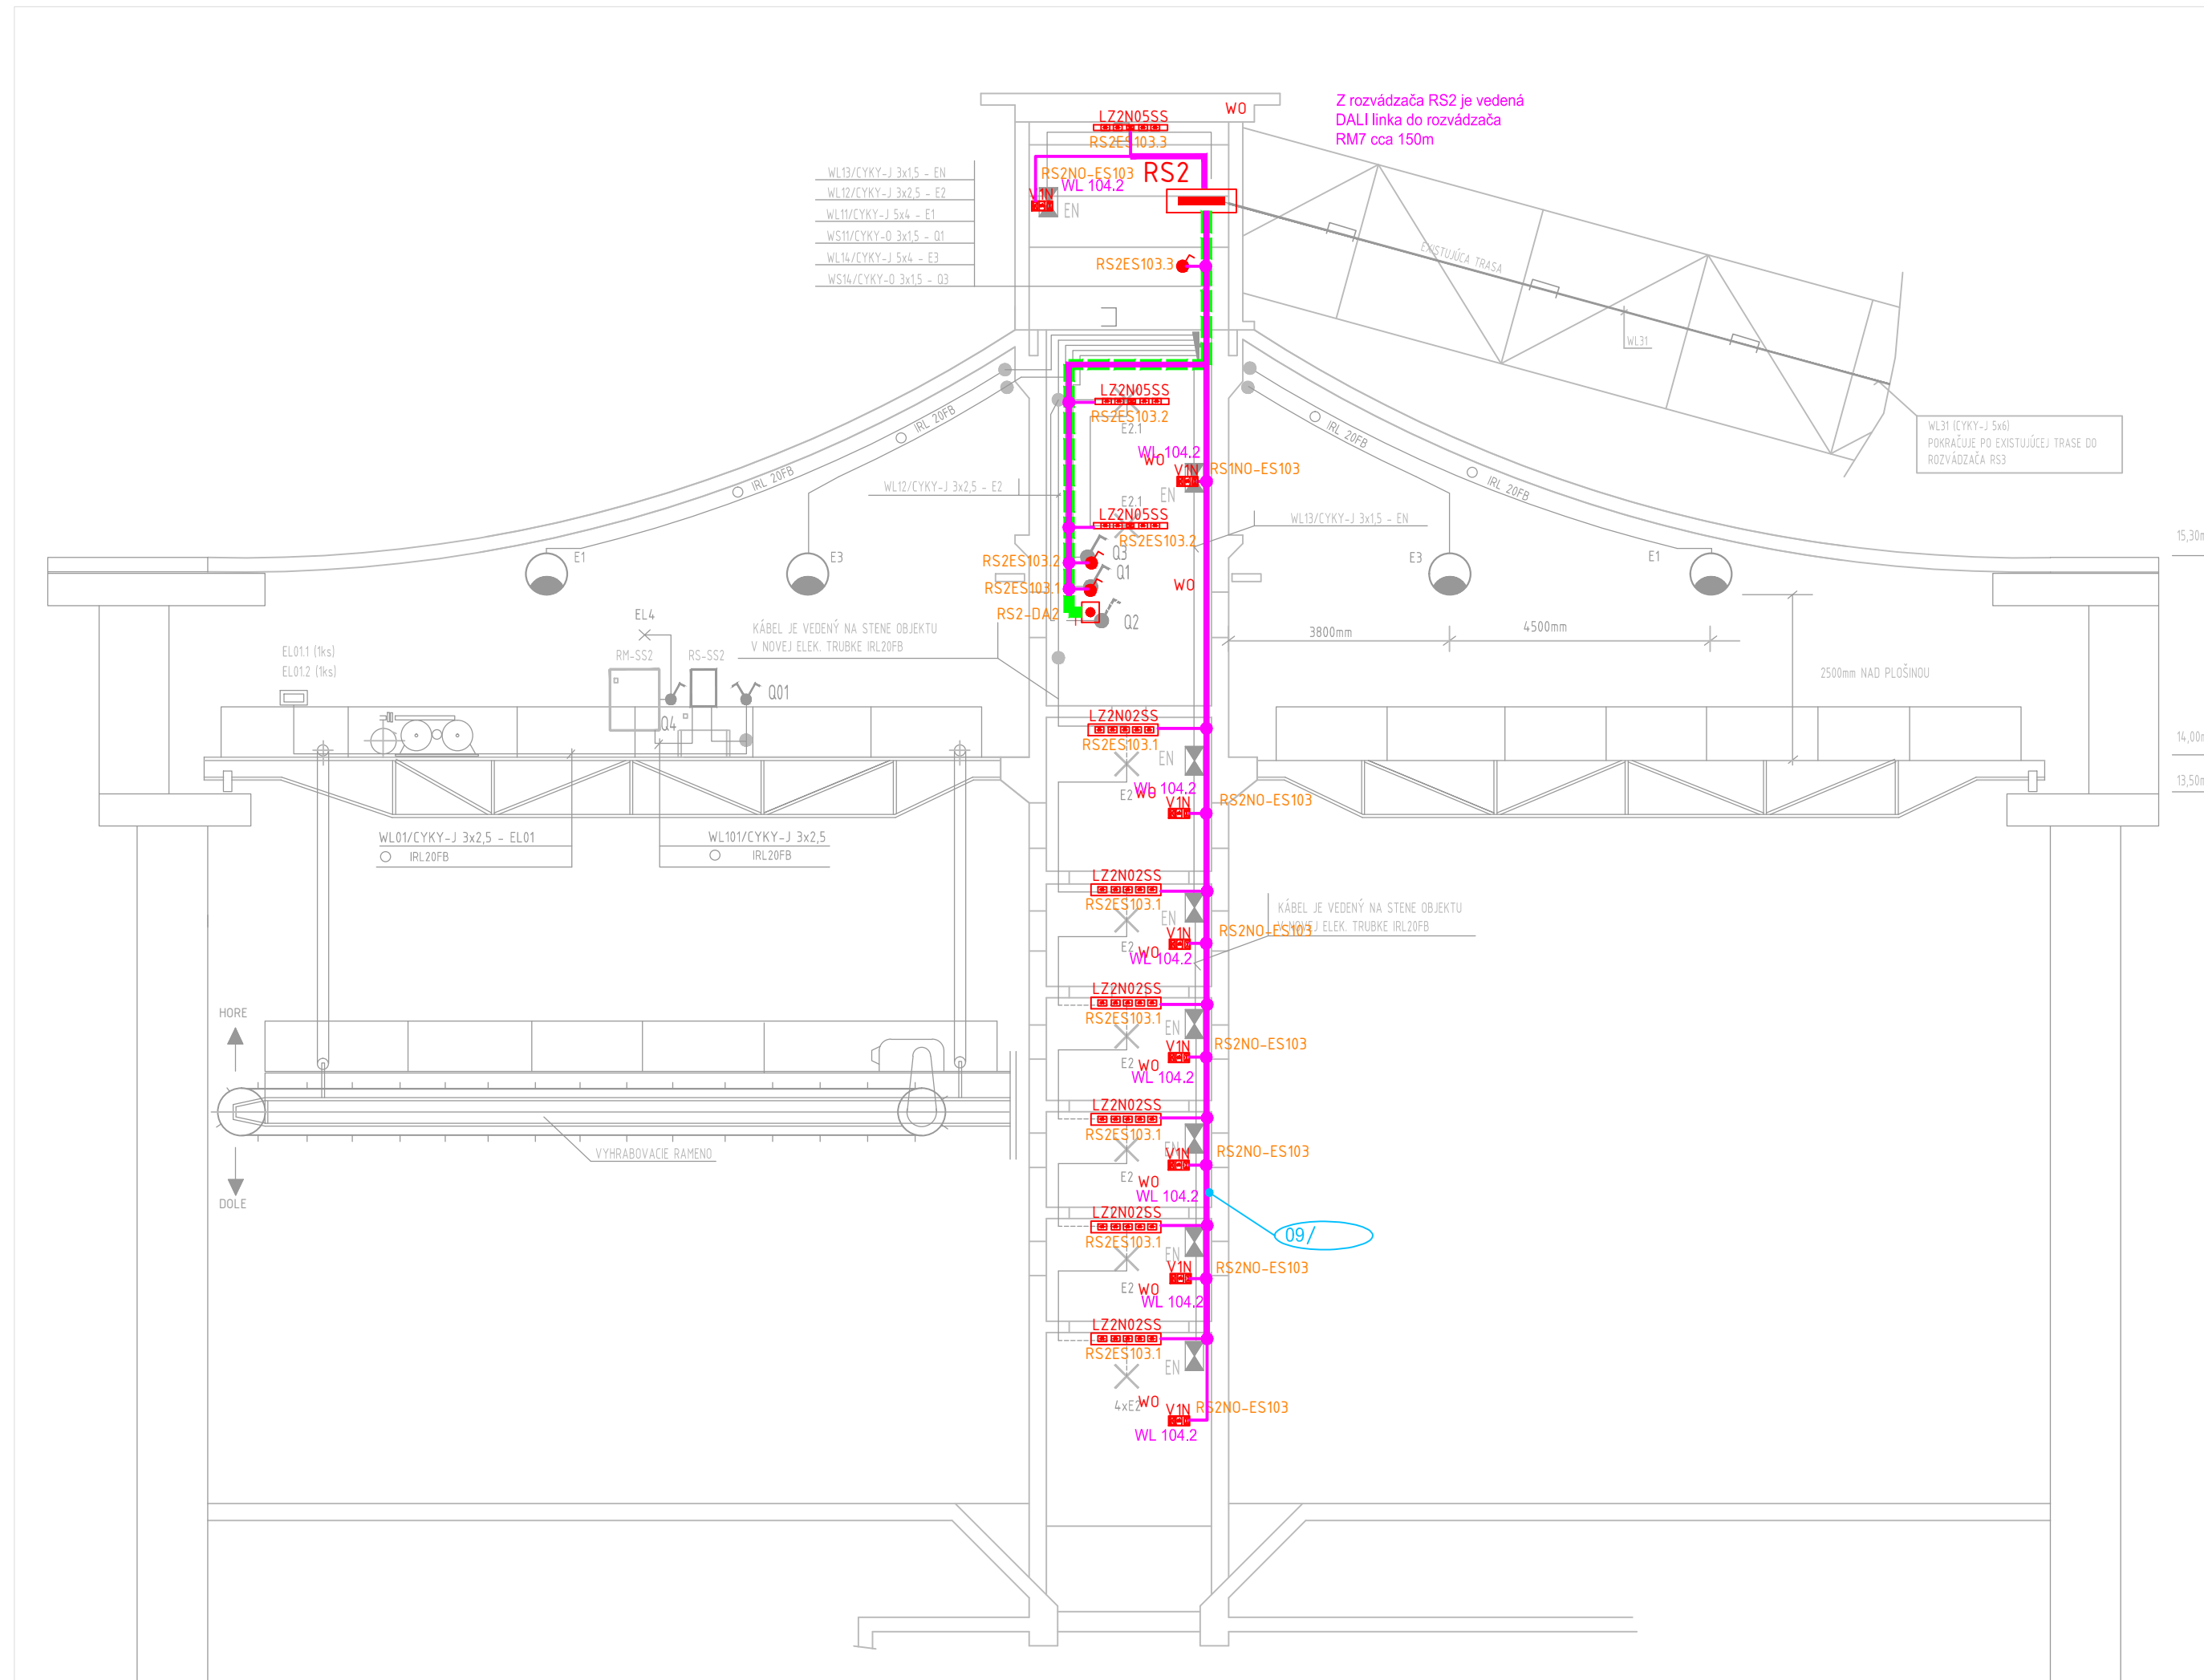 Z rozvádzača RS2 je vedená
DALI linka do rozvádzača
RM7 cca 150m
WO
LZ2N05SS
RS2ES103.3
RS2NO-ES103
RS2
WL 104.2
V1N
EN
WL13/CYKY-J 3x1,5 - EN
WL12/CYKY-J 3x2,5 - E2
WL11/CYKY-J 5x4 - E1
WS11/CYKY-O 3x1,5 - Q1
WL14/CYKY-J 5x4 - E3
WS14/CYKY-O 3x1,5 - Q3
RS2ES103.3
EXISTUJÚCA TRASA
WL31
WL31 (CYKY-J 5x6)
POKRAČUJE PO EXISTUJÚCEJ TRASE DO
ROZVÁDZAČA RS3
IRL 20FB
IRL 20FB
IRL 20FB
IRL 20FB
LZ2N05SS
RS2ES103.2
E2.1
WL 104.2
WO
V1N
RS1NO-ES103
EN
WL12/CYKY-J 3x2,5 - E2
E2.1
LZ2N05SS
RS2ES103.2
WL13/CYKY-J 3x1,5 - EN
15,30m
E1
E3
E3
E1
Q3
RS2ES103.2
Q1
RS2ES103.1
WO
RS2-DA2
Q2
EL4
KÁBEL JE VEDENÝ NA STENE OBJEKTU
V NOVEJ ELEK. TRUBKE IRL20FB
3800mm
4500mm
EL01.1 (1ks)
EL01.2 (1ks)
RM-SS2
RS-SS2
2500mm NAD PLOŠINOU
Q01
Q4
LZ2N02SS
RS2ES103.1
EN
14,00m
13,50m
WL 104.2
E2
WO
V1N
RS2NO-ES103
WL01/CYKY-J 3x2,5 - EL01
IRL20FB
WL101/CYKY-J 3x2,5
IRL20FB
LZ2N02SS
RS2ES103.1
EN
KÁBEL JE VEDENÝ NA STENE OBJEKTU
V NOVEJ ELEK. TRUBKE IRL20FB
V1N
RS2NO-ES103
E2
WO
WL 104.2
LZ2N02SS
RS2ES103.1
EN
HORE
V1N
RS2NO-ES103
E2
WO
WL 104.2
LZ2N02SS
RS2ES103.1
EN
VYHRABOVACIE RAMENO
V1N
RS2NO-ES103
E2
WO
WL 104.2
DOLE
LZ2N02SS
09/
RS2ES103.1
EN
V1N
RS2NO-ES103
E2
WO
WL 104.2
LZ2N02SS
RS2ES103.1
EN
4xE2
WO
V1N
RS2NO-ES103
WL 104.2